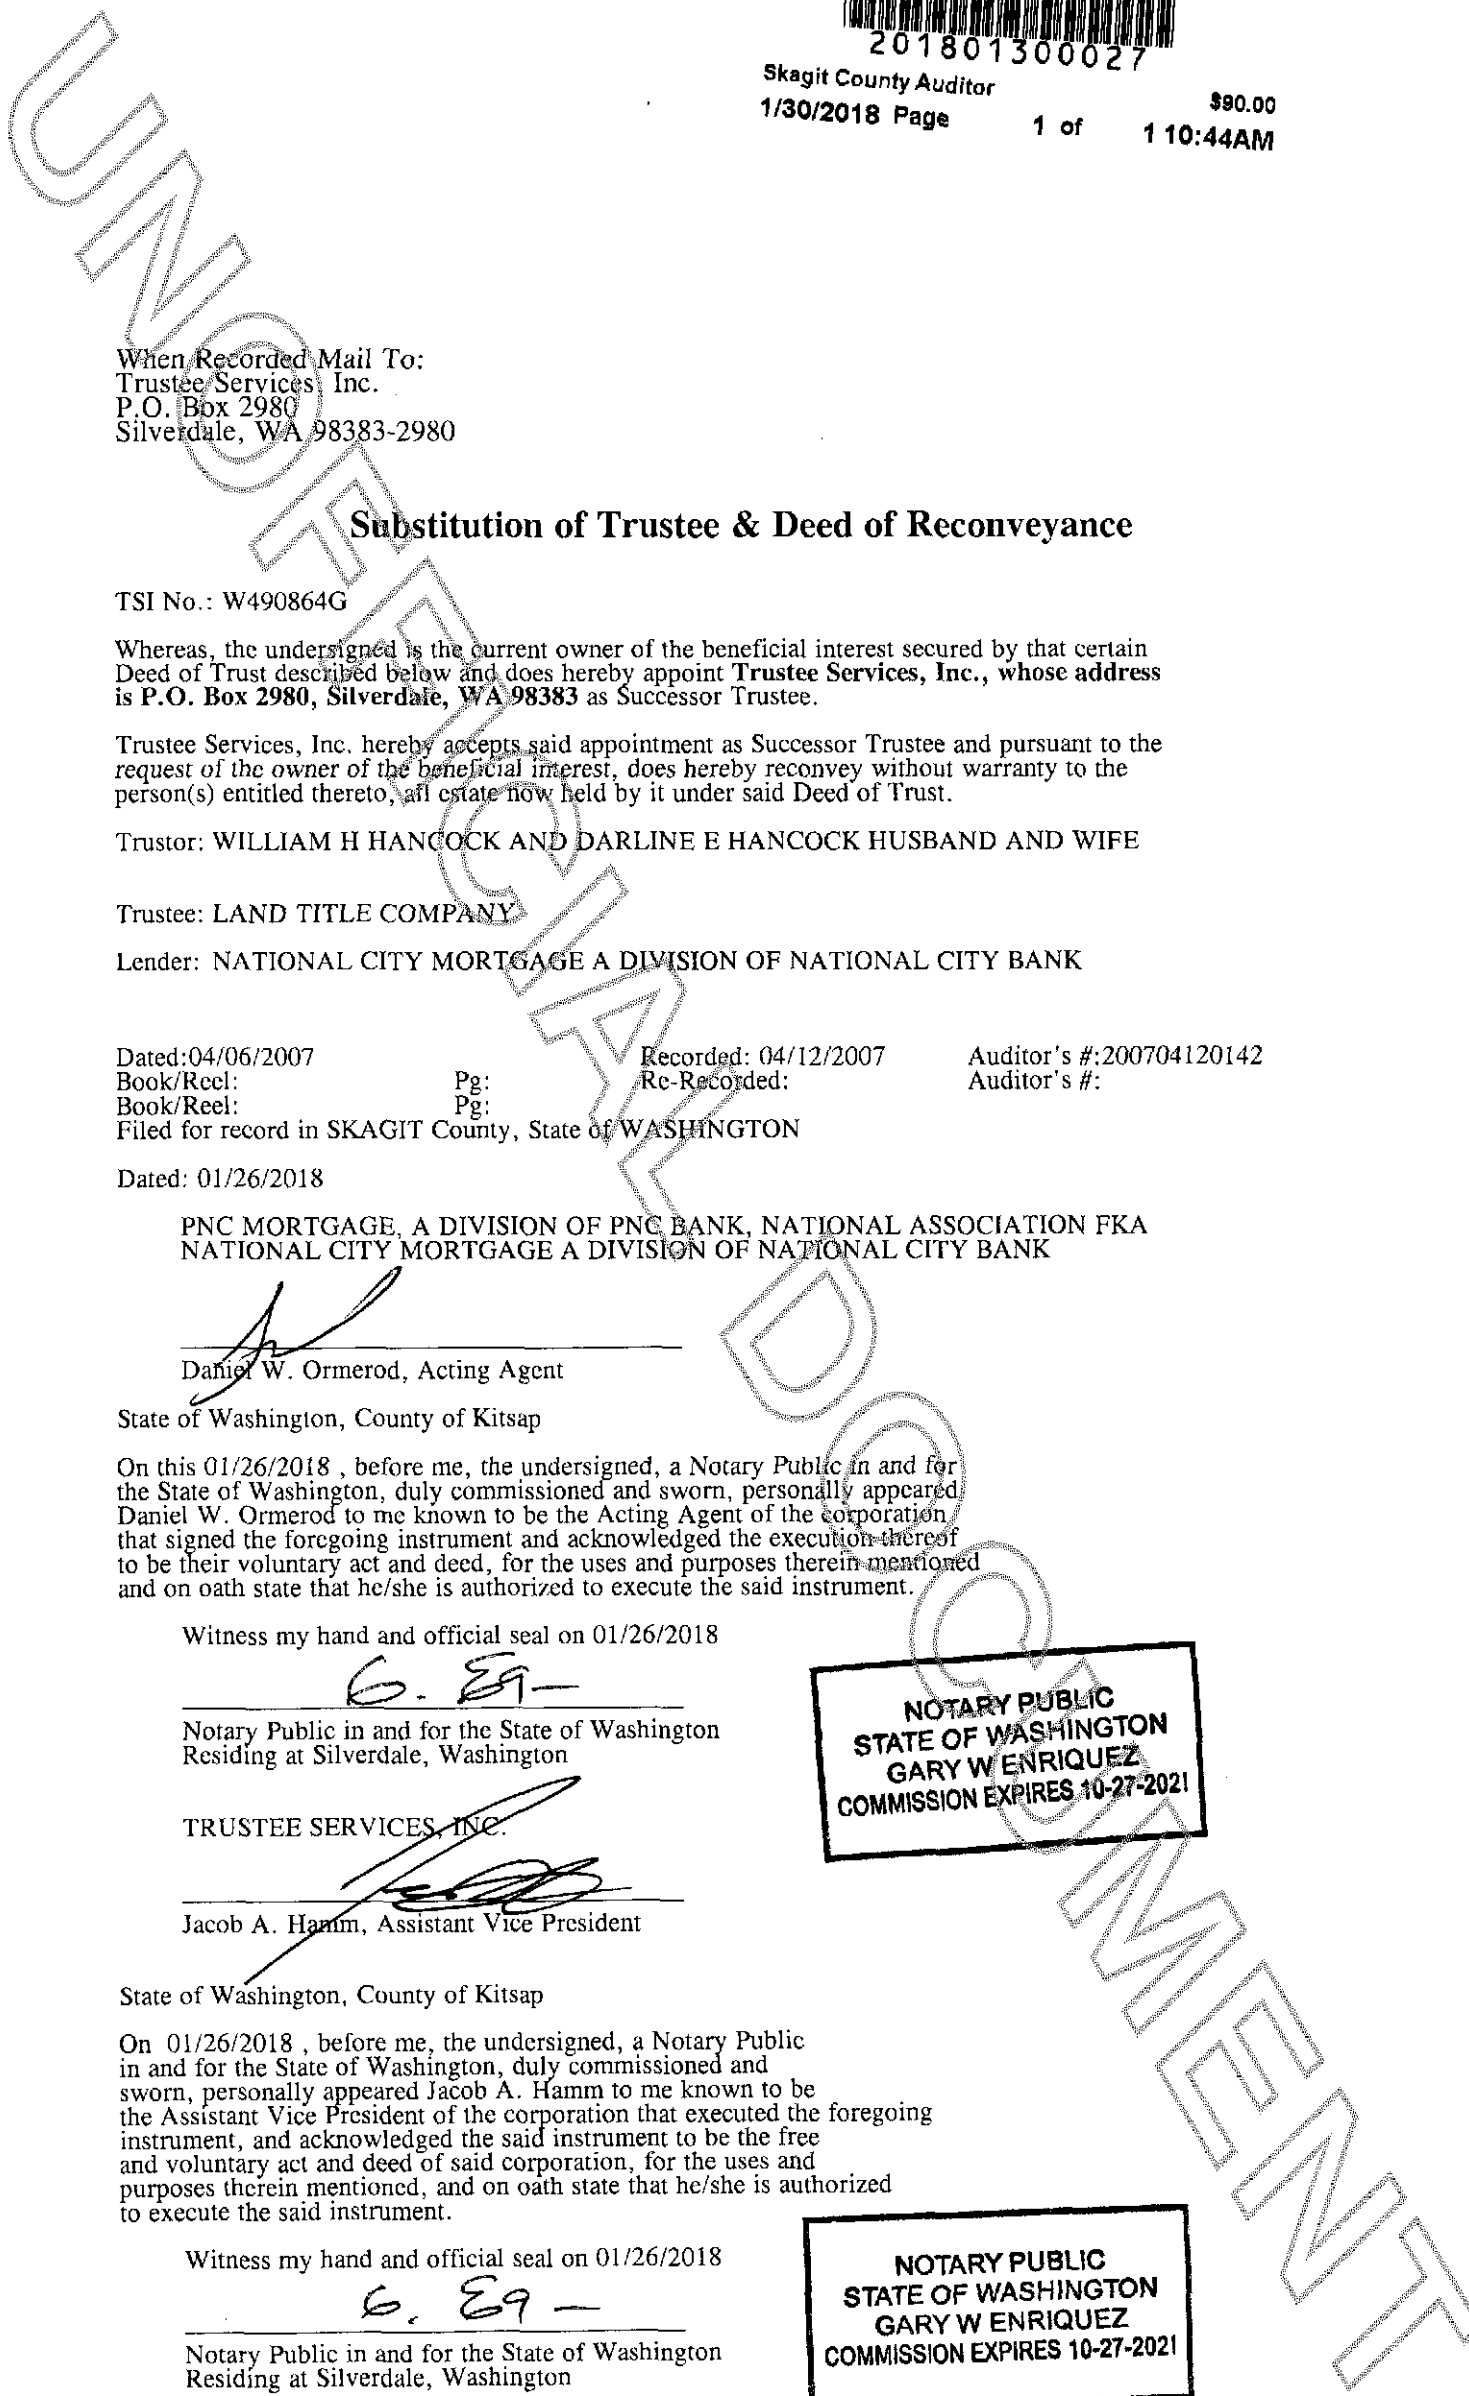 201801300027
Skagit County Auditor $90.00
1/30/2018 Page 1 of 1 10:44AM
When Recorded Mail To:
Trustee Services, Inc.
P.O. Box 2980
Silverdale, WA 98383-2980
Substitution of Trustee & Deed of Reconveyance
TSI No.: W490864G
Whereas, the undersigned is the current owner of the beneficial interest secured by that certain
Deed of Trust described below and does hereby appoint Trustee Services, Inc., whose address
is P.O. Box 2980, Silverdale, WA 98383 as Successor Trustee.
Trustee Services, Inc. hereby accepts said appointment as Successor Trustee and pursuant to the
request of the owner of the beneficial interest, does hereby reconvey without warranty to the
person(s) entitled thereto, all estate now held by it under said Deed of Trust.
Trustor: WILLIAM H HANCOCK AND DARLINE E HANCOCK HUSBAND AND WIFE
Trustee: LAND TITLE COMPANY
Lender: NATIONAL CITY MORTGAGE A DIVISION OF NATIONAL CITY BANK
Dated:04/06/2007 Recorded: 04/12/2007 Auditor's #:200704120142
Book/Reel: Pg: Re-Recorded: Auditor's #:
Book/Reel: Pg:
Filed for record in SKAGIT County, State of WASHINGTON
Dated: 01/26/2018
PNC MORTGAGE, A DIVISION OF PNC BANK, NATIONAL ASSOCIATION FKA
NATIONAL CITY MORTGAGE A DIVISION OF NATIONAL CITY BANK
Daniel W. Ormerod, Acting Agent
State of Washington, County of Kitsap
On this 01/26/2018 , before me, the undersigned, a Notary Public in and for
the State of Washington, duly commissioned and sworn, personally appeared
Daniel W. Ormerod to me known to be the Acting Agent of the corporation
that signed the foregoing instrument and acknowledged the execution thereof
to be their voluntary act and deed, for the uses and purposes therein mentioned
and on oath state that he/she is authorized to execute the said instrument.
Witness my hand and official seal on 01/26/2018
Notary Public in and for the State of Washington
Residing at Silverdale, Washington
NOTARY PUBLIC
STATE OF WASHINGTON
GARY W ENRIQUEZ
COMMISSION EXPIRES 10-27-2021
TRUSTEE SERVICES, INC.
Jacob A. Hamm, Assistant Vice President
State of Washington, County of Kitsap
On 01/26/2018 , before me, the undersigned, a Notary Public
in and for the State of Washington, duly commissioned and
sworn, personally appeared Jacob A. Hamm to me known to be
the Assistant Vice President of the corporation that executed the foregoing
instrument, and acknowledged the said instrument to be the free
and voluntary act and deed of said corporation, for the uses and
purposes therein mentioned, and on oath state that he/she is authorized
to execute the said instrument.
Witness my hand and official seal on 01/26/2018
Notary Public in and for the State of Washington
Residing at Silverdale, Washington
NOTARY PUBLIC
STATE OF WASHINGTON
GARY W ENRIQUEZ
COMMISSION EXPIRES 10-27-2021
UNOFFICIAL DOCUMENT